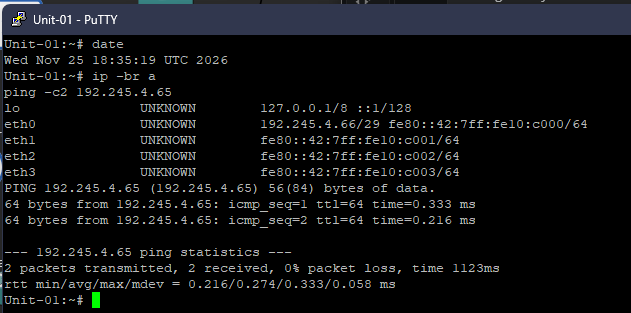 Unit-01 - PuTTY
Unit-01:~# date
Wed Nov 25 18:35:19 UTC 2026
Unit-01:~# ip -br a
ping -c2 192.245.4.65
lo               UNKNOWN        127.0.0.1/8 ::1/128
eth0             UNKNOWN        192.245.4.66/29 fe80::42:7ff:fe10:c000/64
eth1             UNKNOWN        fe80::42:7ff:fe10:c001/64
eth2             UNKNOWN        fe80::42:7ff:fe10:c002/64
eth3             UNKNOWN        fe80::42:7ff:fe10:c003/64
PING 192.245.4.65 (192.245.4.65) 56(84) bytes of data.
64 bytes from 192.245.4.65: icmp_seq=1 ttl=64 time=0.333 ms
64 bytes from 192.245.4.65: icmp_seq=2 ttl=64 time=0.216 ms

--- 192.245.4.65 ping statistics ---
2 packets transmitted, 2 received, 0% packet loss, time 1123ms
rtt min/avg/max/mdev = 0.216/0.274/0.333/0.058 ms
Unit-01:~#